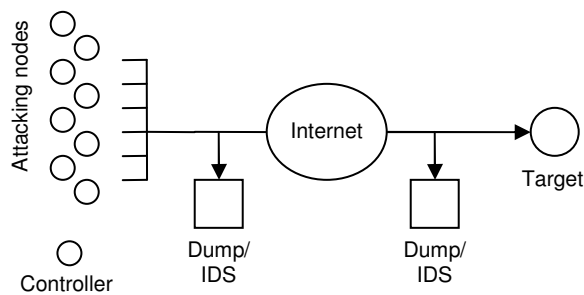 Attacking nodes
Internet
Target
Dump/
IDS
Dump/
IDS
Controller